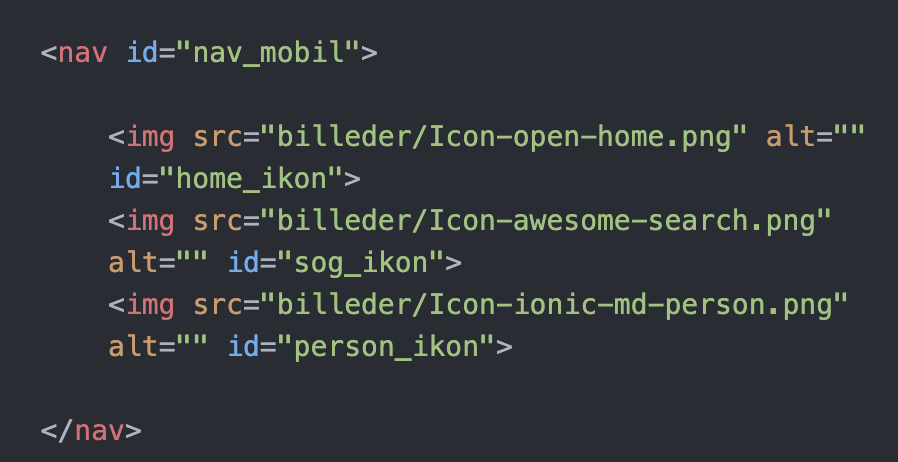 <nav id="nav_mobil">
<img src="billeder/Icon-open-home.png" alt=""
id="home_ikon">
<img src="billeder/Icon-awesome-search.png"
alt="" id="sog_ikon">
<img src="billeder/Icon-ionic-md-person.png"
alt="" id="person_ikon">
</nav>